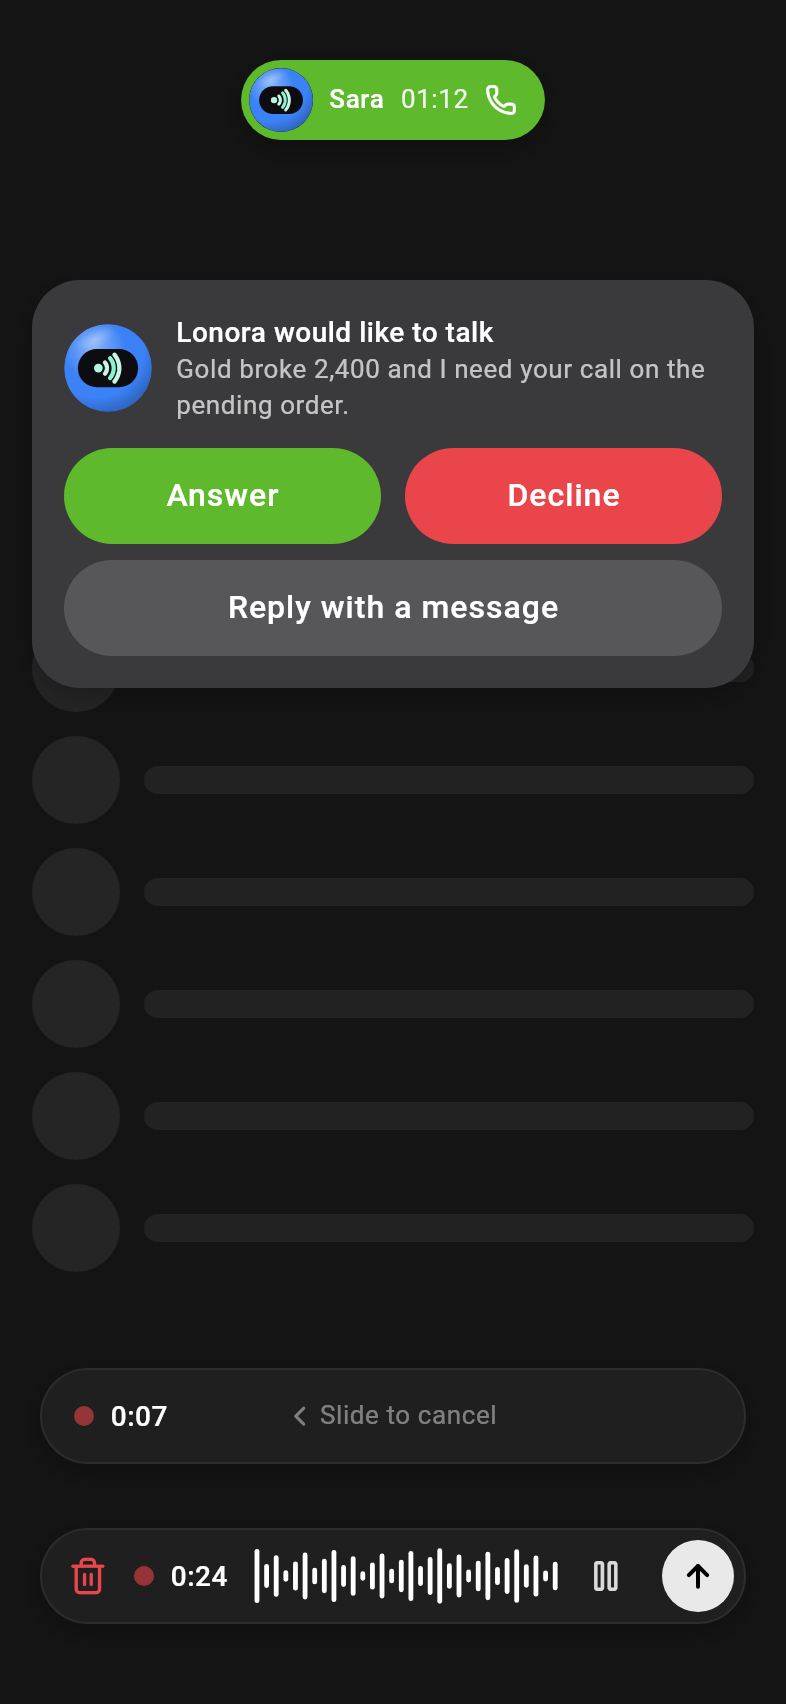 Sara 01:12
Lonora would like to talk
Gold broke 2,400 and I need your call on the
pending order.
Answer
Decline
Reply with a message
0:07
Slide to cancel
0:24